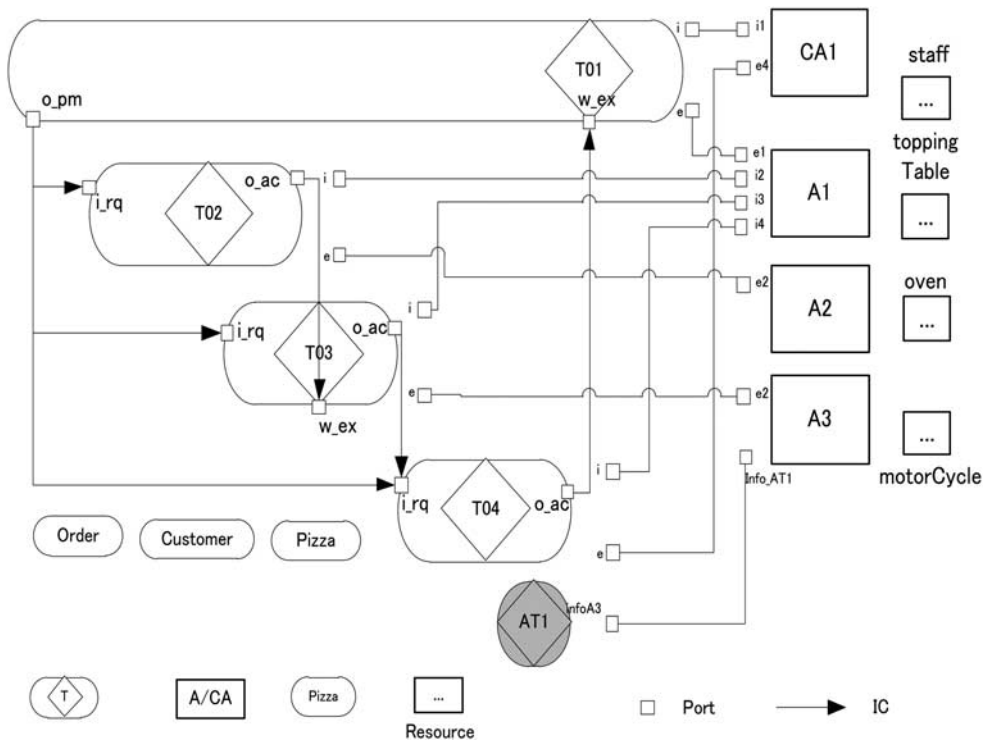 T01
o_pm
w_ex
i
i1
CA1
e4
staff
...
e
e1
topping
Table
...
T02
i_rq
o_ac
i
i2
i3
i4
A1
e
e2
A2
oven
...
T03
i_rq
o_ac
w_ex
i
e
e2
A3
...
motorCycle
Info_AT1
T04
i_rq
o_ac
i
e
Order
Customer
Pizza
AT1
infoA3
T
A/CA
Pizza
...
Resource
Port
IC